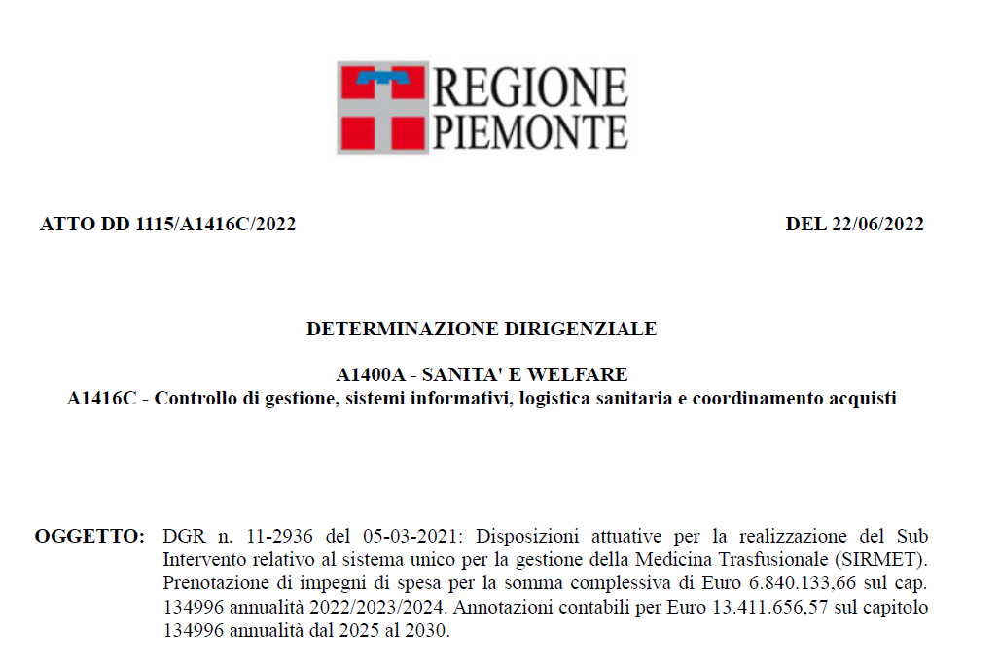 REGIONE
PIEMONTE
ATTO DD 1115/A1416C/2022 DEL 22/06/2022
DETERMINAZIONE DIRIGENZIALE
A1400A - SANITA' E WELFARE
A1416C - Controllo di gestione, sistemi informativi, logistica sanitaria e coordinamento acquisti
OGGETTO: DGR n. 11-2936 del 05-03-2021: Disposizioni attuative per la realizzazione del Sub
Intervento relativo al sistema unico per la gestione della Medicina Trasfusionale (SIRMET).
Prenotazione di impegni di spesa per la somma complessiva di Euro 6.840.133,66 sul cap.
134996 annualità 2022/2023/2024. Annotazioni contabili per Euro 13.411.656,57 sul capitolo
134996 annualità dal 2025 al 2030.